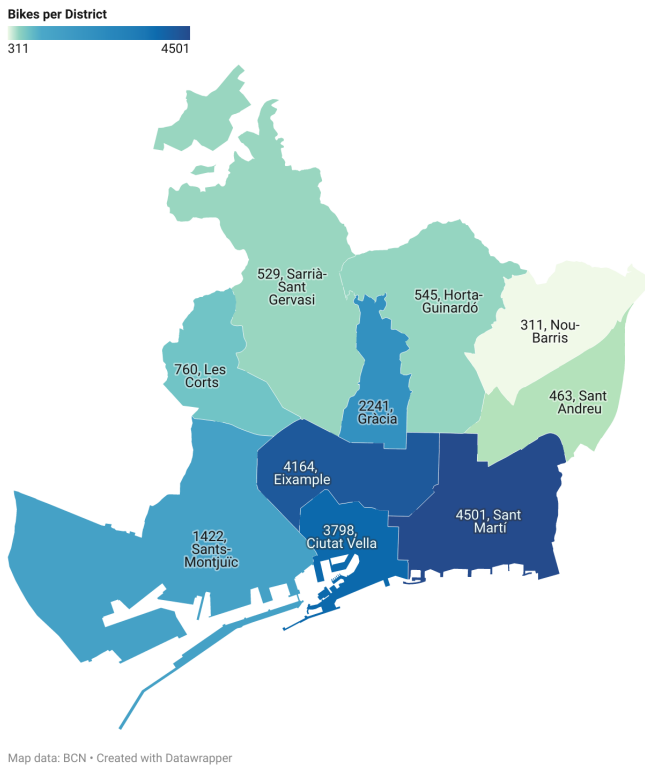 Bikes per District
311
4501
529, Sarrià-
Sant
Gervasi
545, Horta-
Guinardó
311, Nou-
Barris
760, Les
Corts
2241,
Gràcia
463, Sant
Andreu
4164,
Eixample
4501, Sant
Martí
3798,
Ciutat Vella
1422,
Sants-
Montjuïc
Map data: BCN • Created with Datawrapper